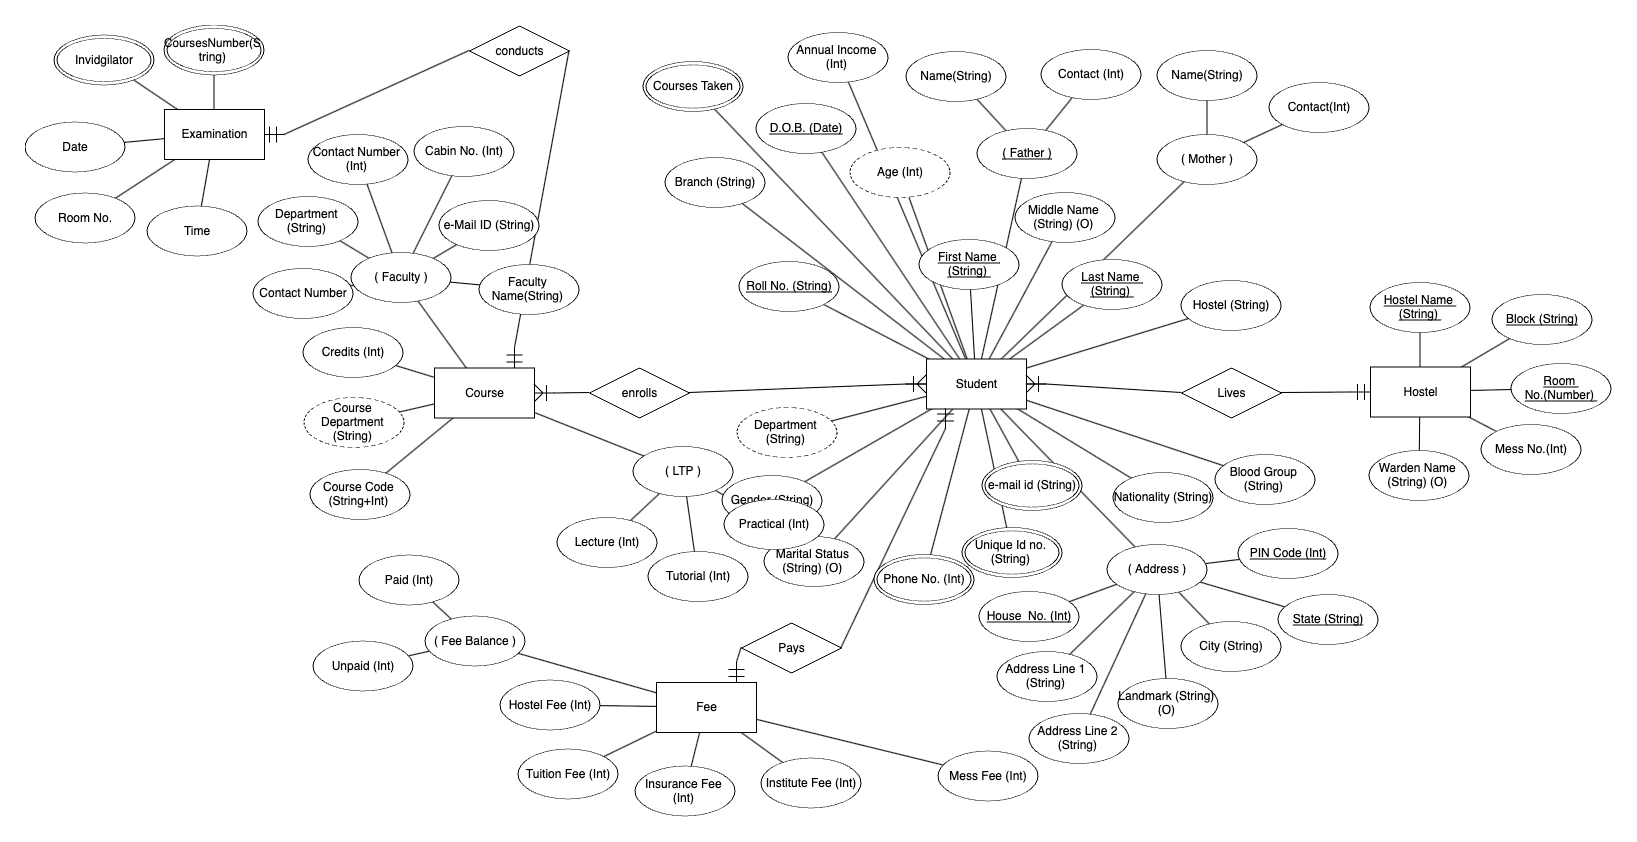 Invidgilator
CoursesNumber(S
tring)
Examination
Date
Room No.
Time
conducts
Contact Number
(Int)
Cabin No. (Int)
Department
(String)
e-Mail ID (String)
( Faculty )
Contact Number
Faculty
Name(String)
Credits (Int)
Course
Course
Department
(String)
Course Code
(String+Int)
enrolls
( LTP )
Lecture (Int)
Tutorial (Int)
Practical (Int)
Courses Taken
Annual Income
(Int)
D.O.B. (Date)
Age (Int)
Branch (String)
Roll No. (String)
Name(String)
Contact (Int)
( Father )
Name(String)
Contact(Int)
( Mother )
Middle Name
(String) (O)
First Name
(String)
Last Name
(String)
Hostel (String)
Student
Department
(String)
Gender (String)
Marital Status
(String) (O)
Phone No. (Int)
e-mail id (String)
Unique Id no.
(String)
Nationality (String)
Blood Group
(String)
( Address )
PIN Code (Int)
State (String)
City (String)
Landmark (String)
(O)
House  No. (Int)
Address Line 1
(String)
Address Line 2
(String)
Lives
Hostel
Hostel Name
(String)
Block (String)
Room
No.(Number)
Mess No.(Int)
Warden Name
(String) (O)
Pays
Fee
( Fee Balance )
Paid (Int)
Unpaid (Int)
Hostel Fee (Int)
Tuition Fee (Int)
Insurance Fee
(Int)
Institute Fee (Int)
Mess Fee (Int)